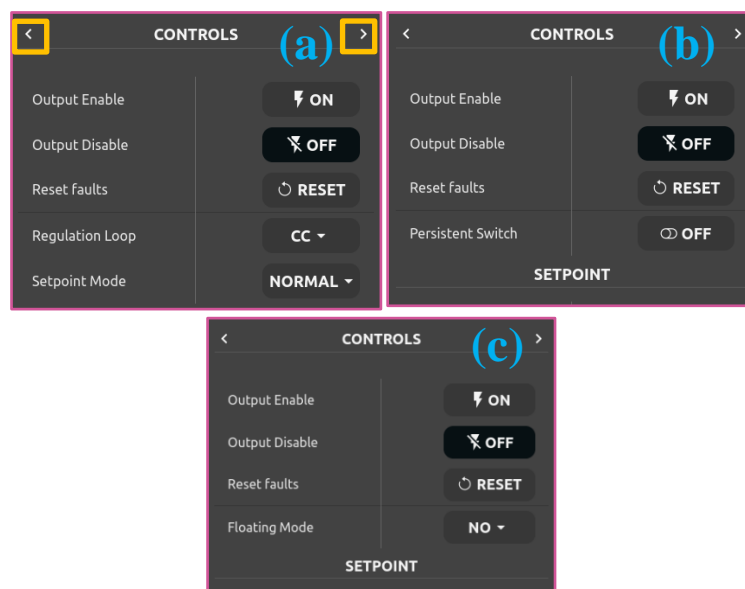 < CONTROLS (a) >
Output Enable ON
Output Disable OFF
Reset faults RESET
Regulation Loop CC
Setpoint Mode NORMAL
< CONTROLS (b) >
Output Enable ON
Output Disable OFF
Reset faults RESET
Persistent Switch OFF
SETPOINT
< CONTROLS (c) >
Output Enable ON
Output Disable OFF
Reset faults RESET
Floating Mode NO
SETPOINT